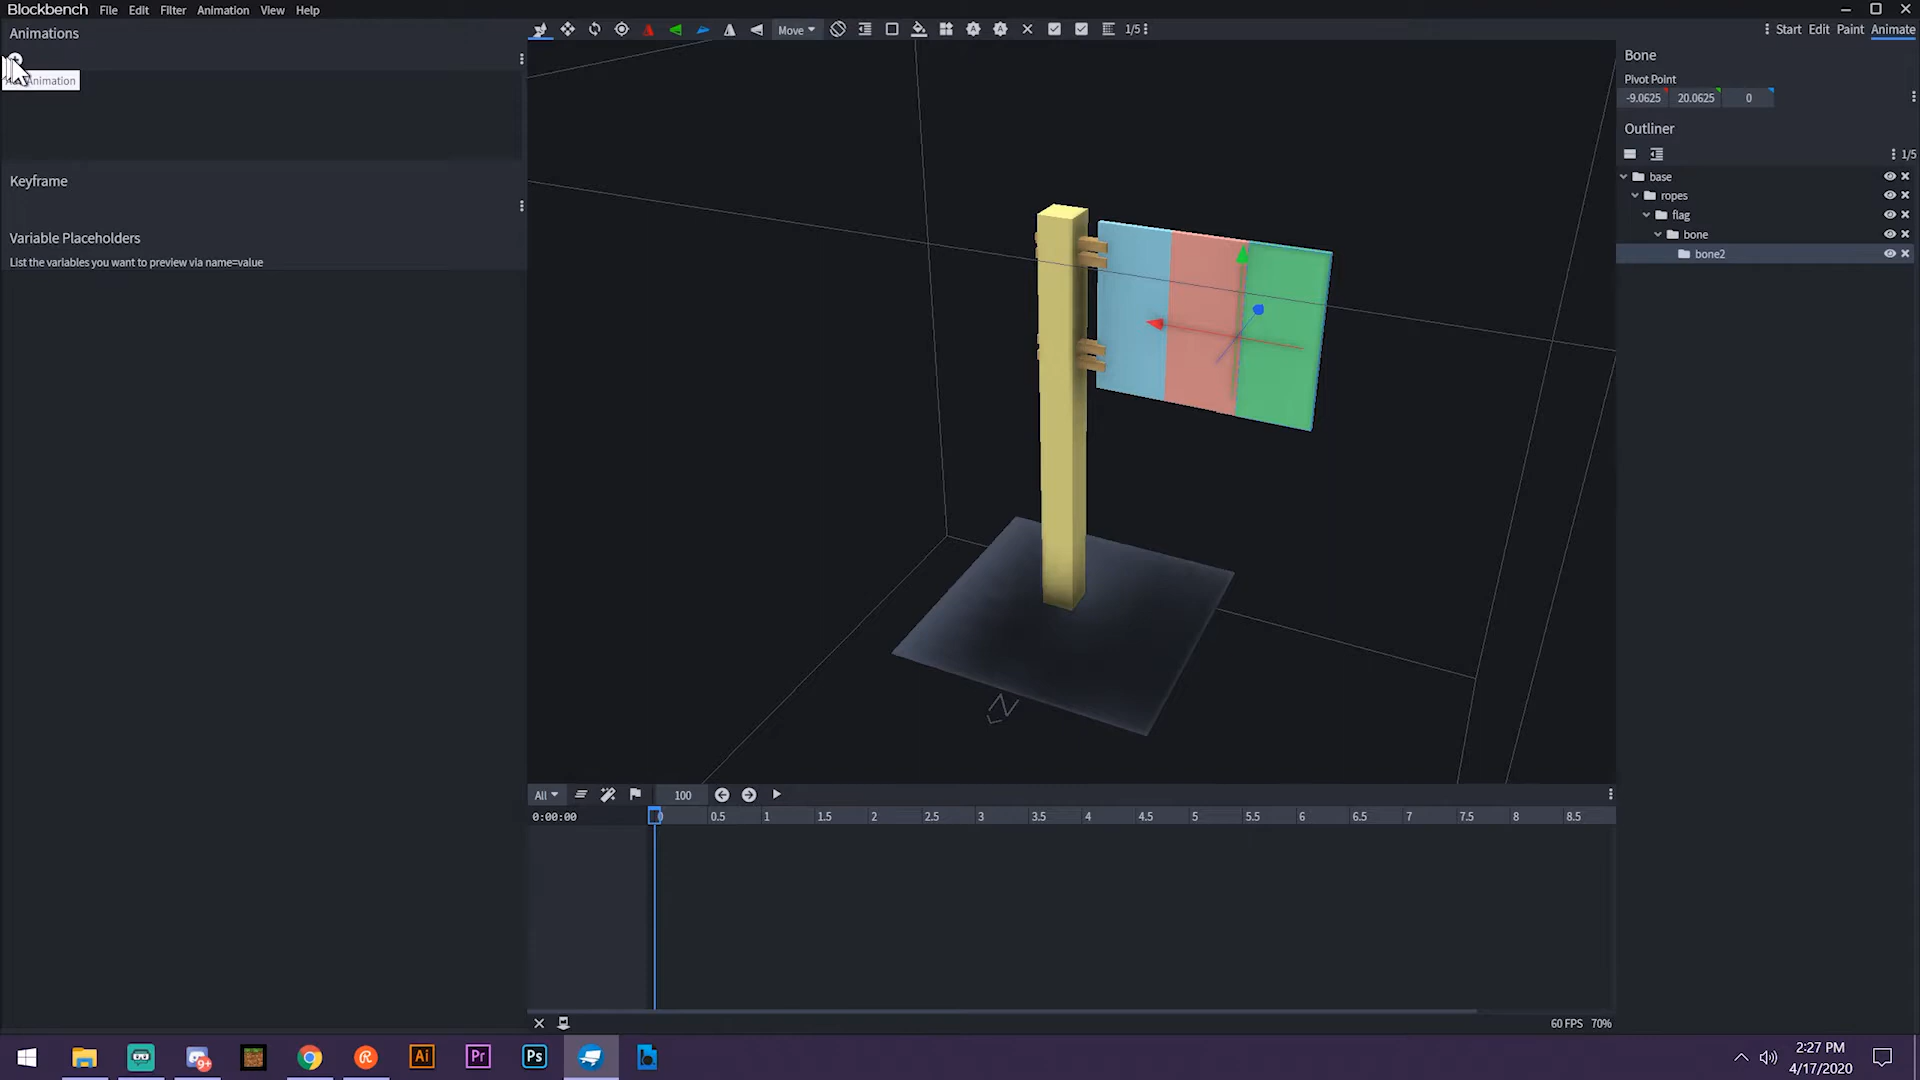 Blockbench File Edit Filter Animation View Help
Animations
Animation
Keyframe
Variable Placeholders
List the variables you want to preview via name=value
Move
1/5
Start Edit Paint Animate
Bone
Pivot Point
-9.0625 20.0625 0
Outliner
1/5
base
ropes
flag
bone
bone2
N
All 100
0:00:00 0 0.5 1 1.5 2 2.5 3 3.5 4 4.5 5 5.5 6 6.5 7 7.5 8 8.5
60 FPS 70%
9+ Ai Pr Ps
2:27 PM
4/17/2020